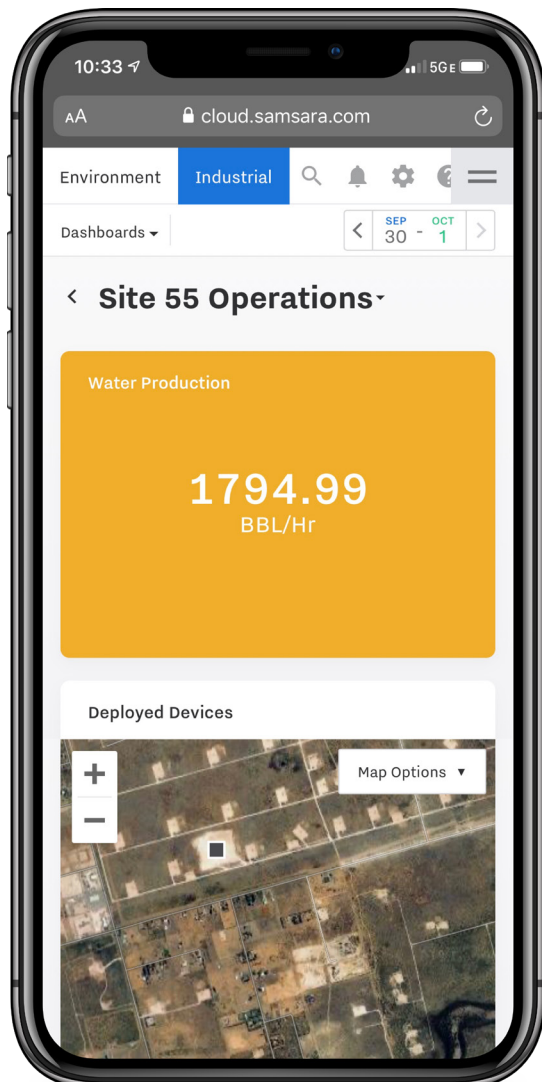 10:33
5GE
AA
cloud.samsara.com
Environment
Industrial
Dashboards
SEP
30
-
OCT
1
Site 55 Operations
Water Production
1794.99
BBL/Hr
Deployed Devices
+
−
Map Options